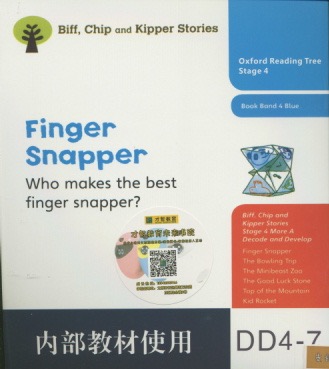 Biff, Chip and Kipper Stories
Oxford Reading Tree
Stage 4
Book Band 4 Blue
Finger
Snapper
Who makes the best
finger snapper?
Biff, Chip and
Kipper Stories
Stage 4 More A
Decode and Develop
Finger Snapper
The Bowling Trip
The Minibeast Zoo
The Good Luck Stone
Top of the Mountain
Kid Rocket
内部教材使用
DD4-7